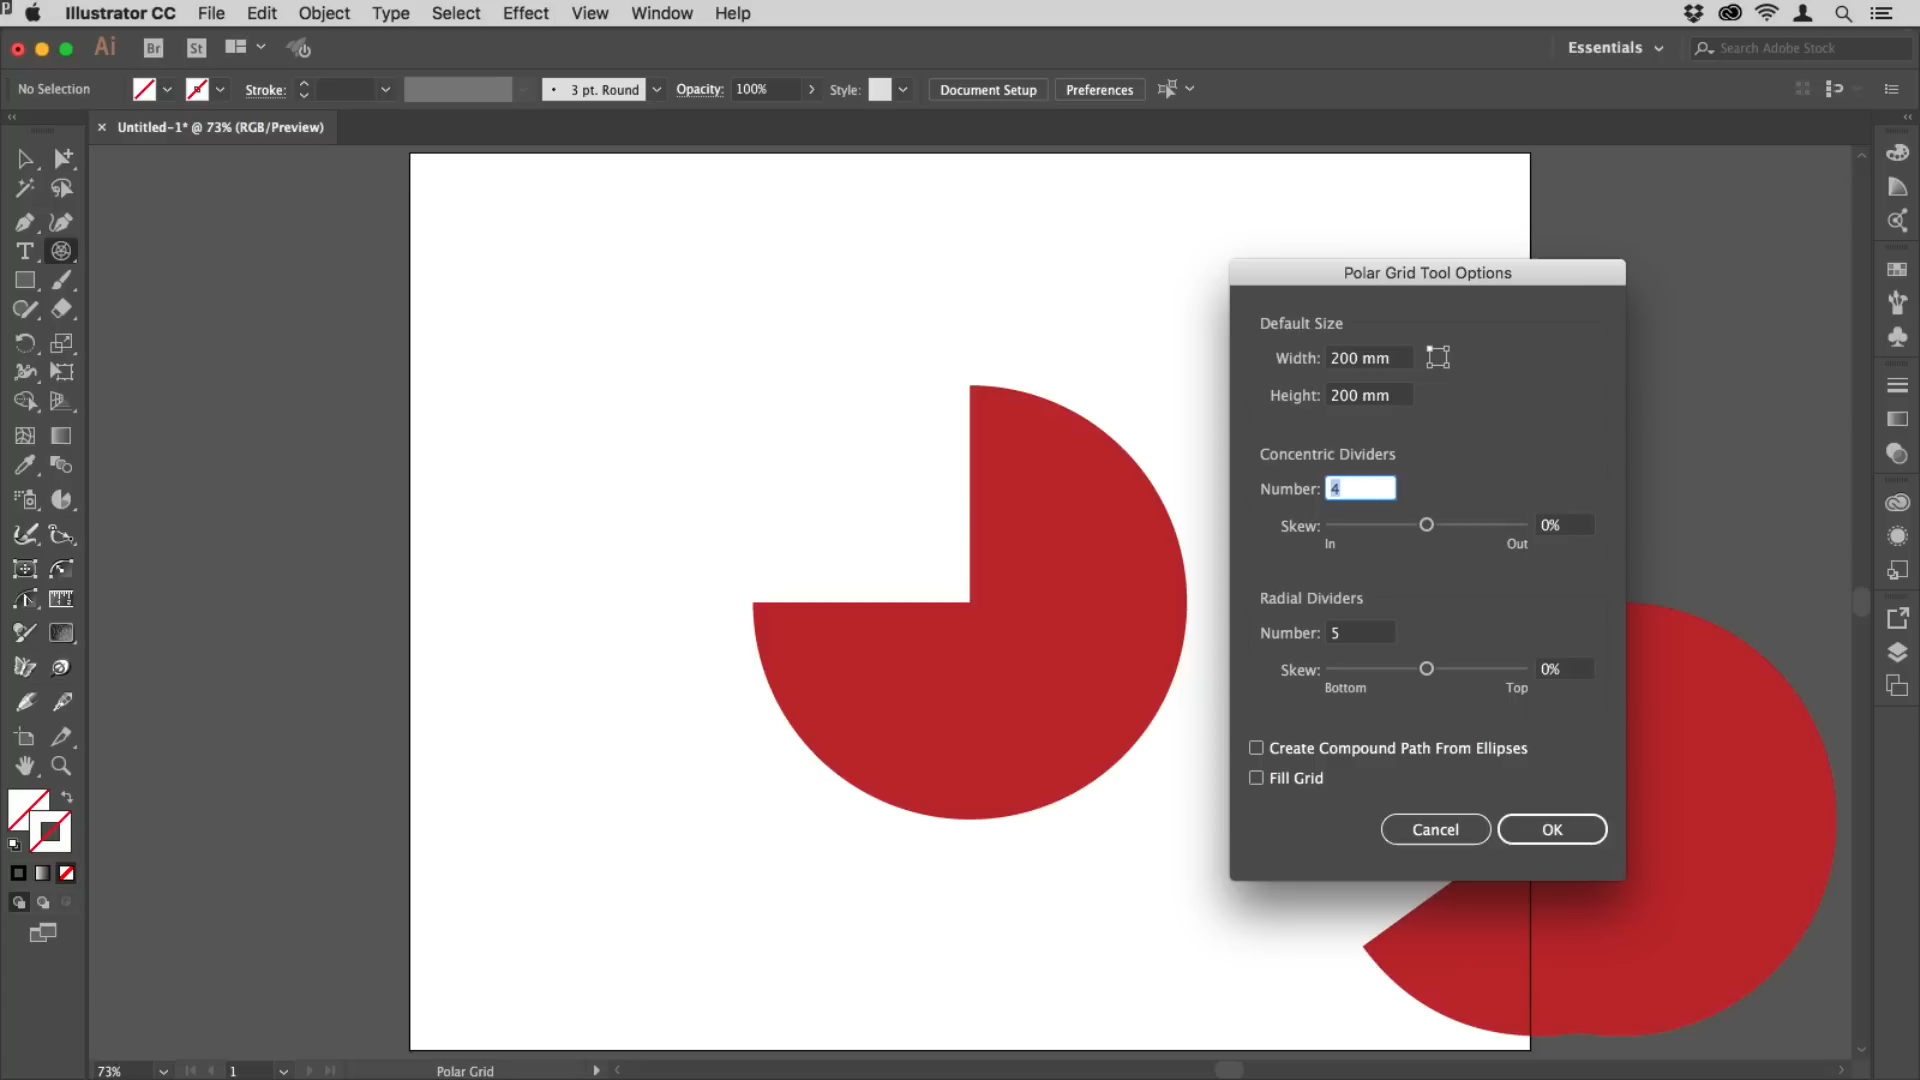 Illustrator CC File Edit Object Type Select Effect View Window Help
Ai Br St Essentials Search Adobe Stock
No Selection Stroke: 3 pt. Round Opacity: 100% Style: Document Setup Preferences
Untitled-1* @ 73% (RGB/Preview)
Polar Grid Tool Options
Default Size
Width: 200 mm
Height: 200 mm
Concentric Dividers
Number: 4
Skew: 0%
In Out
Radial Dividers
Number: 5
Skew: 0%
Bottom Top
Create Compound Path From Ellipses
Fill Grid
Cancel OK
73% 1 Polar Grid